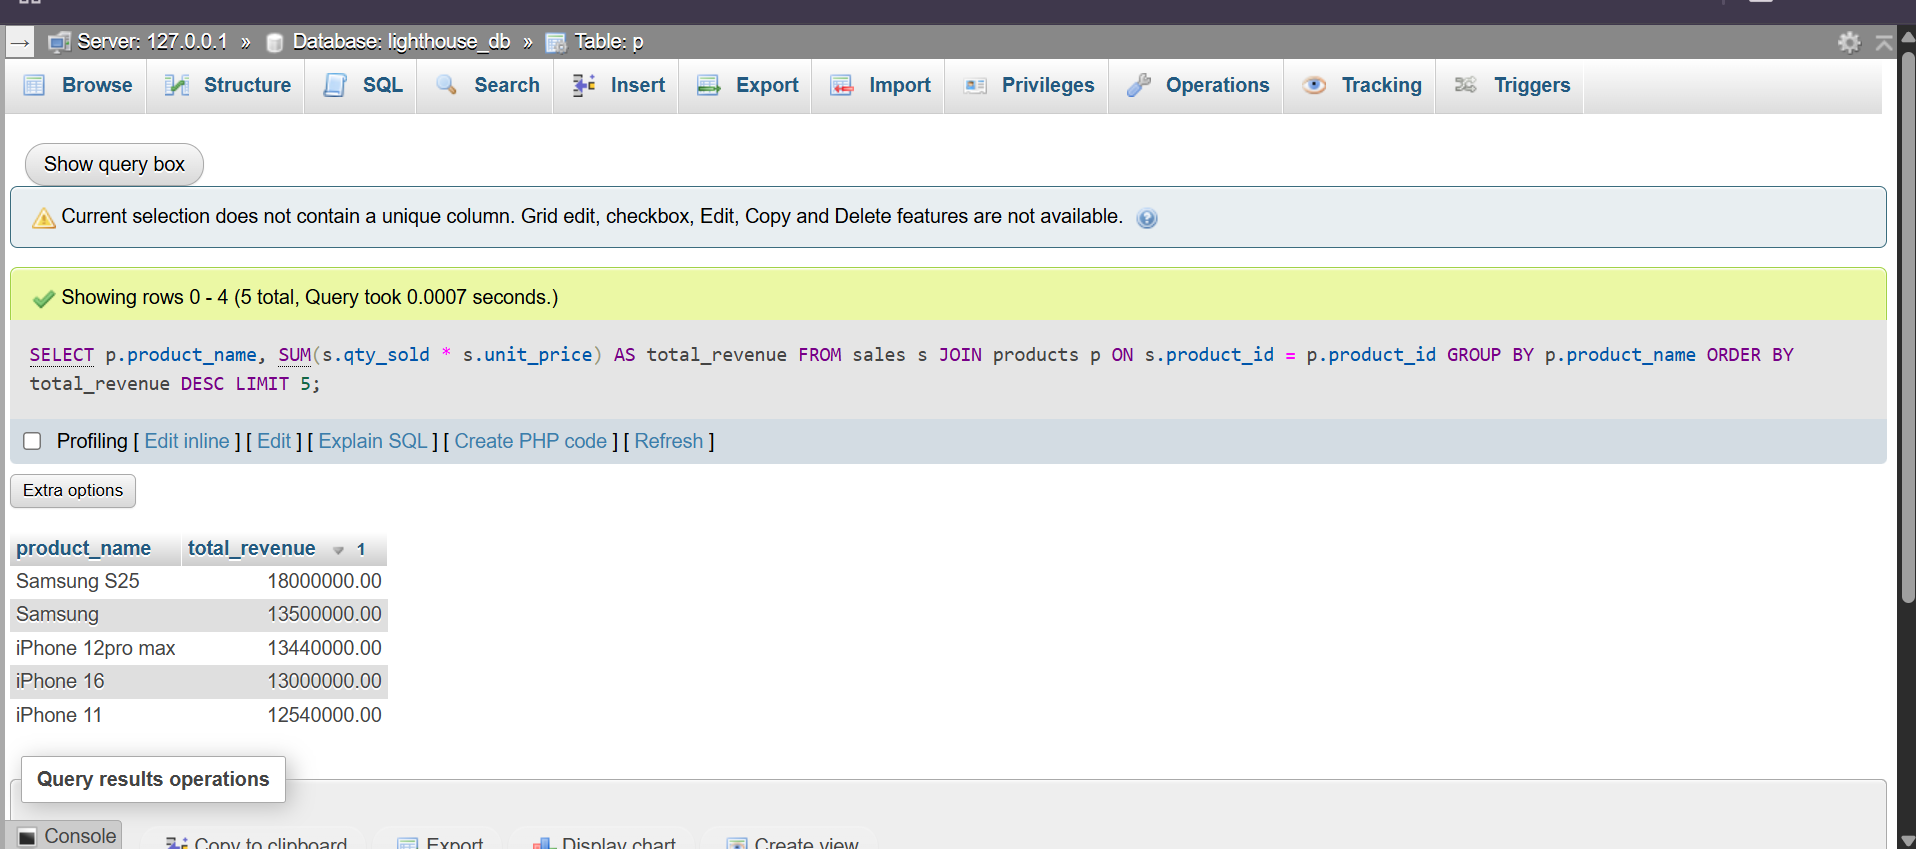 → Server: 127.0.0.1 » Database: lighthouse_db » Table: p
Browse Structure SQL Search Insert Export Import Privileges Operations Tracking Triggers
Show query box
Current selection does not contain a unique column. Grid edit, checkbox, Edit, Copy and Delete features are not available.
Showing rows 0 - 4 (5 total, Query took 0.0007 seconds.)
SELECT p.product_name, SUM(s.qty_sold * s.unit_price) AS total_revenue FROM sales s JOIN products p ON s.product_id = p.product_id GROUP BY p.product_name ORDER BY
total_revenue DESC LIMIT 5;
Profiling [ Edit inline ] [ Edit ] [ Explain SQL ] [ Create PHP code ] [ Refresh ]
Extra options
product_name total_revenue 1
Samsung S25 18000000.00
Samsung 13500000.00
iPhone 12pro max 13440000.00
iPhone 16 13000000.00
iPhone 11 12540000.00
Query results operations
Console Copy to clipboard Export Display chart Create view